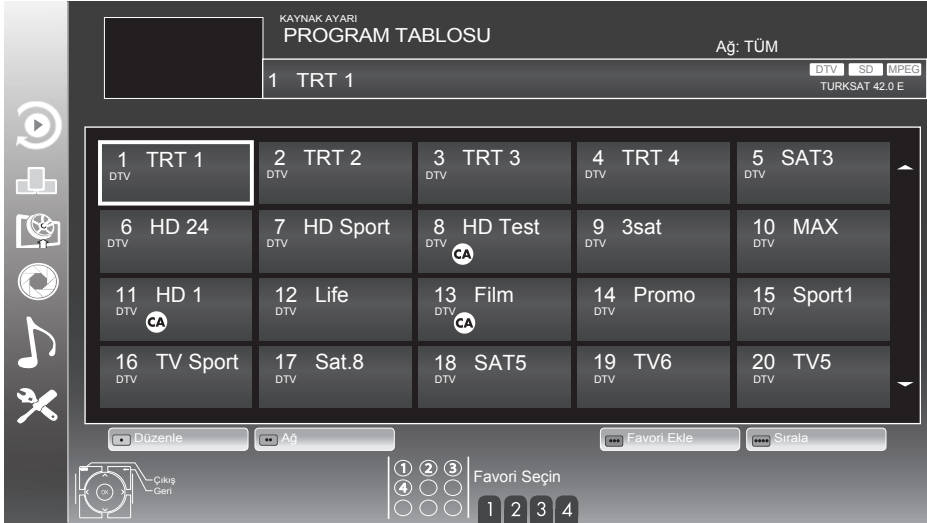 KAYNAK AYARI
PROGRAM TABLOSU
Ağ: TÜM
1 TRT 1
DTV SD MPEG
TURKSAT 42.0 E
1 TRT 1
DTV
2 TRT 2
DTV
3 TRT 3
DTV
4 TRT 4
DTV
5 SAT3
DTV
6 HD 24
DTV
7 HD Sport
DTV
8 HD Test
DTV
CA
9 3sat
DTV
10 MAX
DTV
11 HD 1
DTV
CA
12 Life
DTV
13 Film
DTV
CA
14 Promo
DTV
15 Sport1
DTV
16 TV Sport
DTV
17 Sat.8
DTV
18 SAT5
DTV
19 TV6
DTV
20 TV5
DTV
Düzenle
Ağ
Favori Ekle
Sırala
OK
Çıkış
Geri
1 2 3
4
Favori Seçin
1 2 3 4